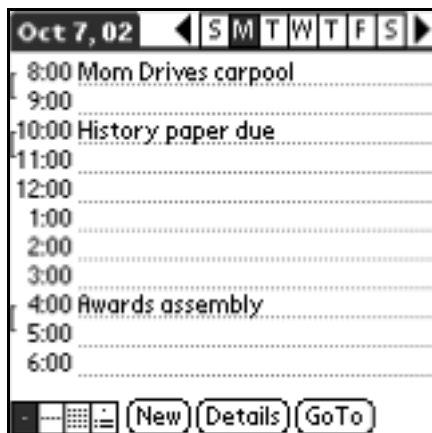 Oct 7, 02 S M T W T F S
8:00 Mom Drives carpool
9:00
10:00 History paper due
11:00
12:00
1:00
2:00
3:00
4:00 Awards assembly
5:00
6:00
New Details GoTo